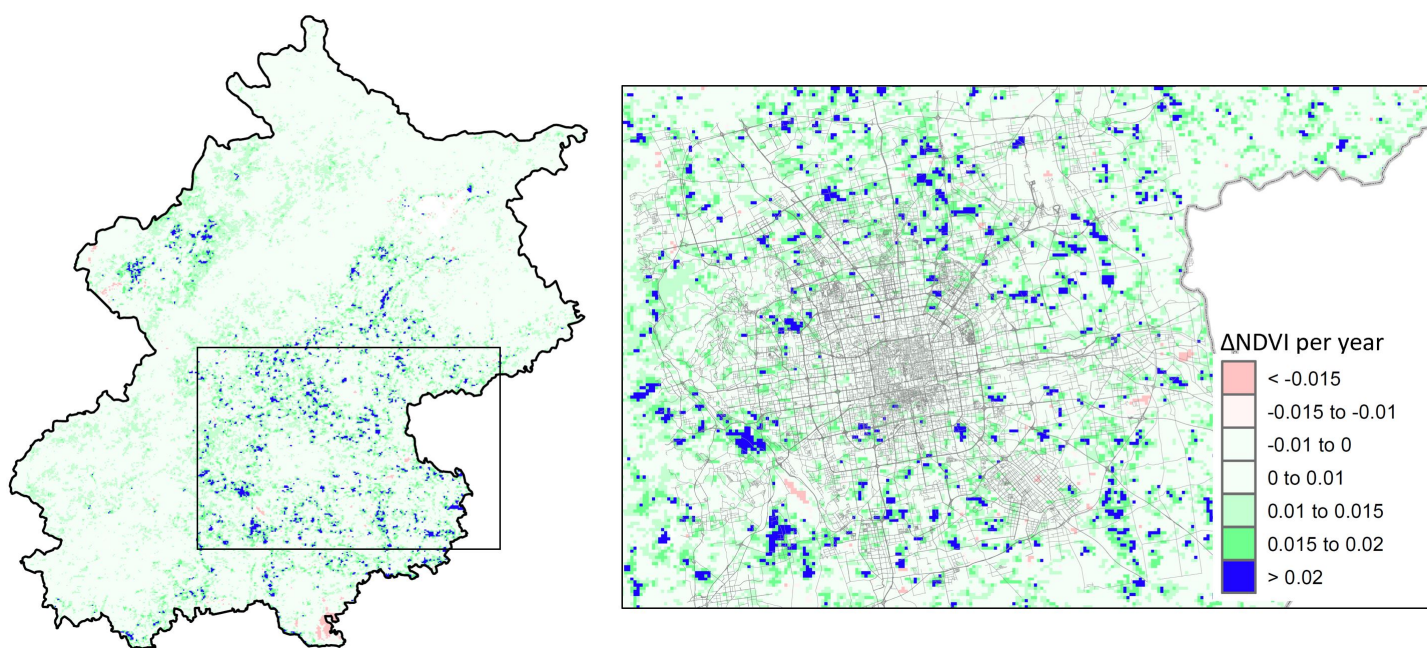 ΔNDVI per year
< -0.015
-0.015 to -0.01
-0.01 to 0
0 to 0.01
0.01 to 0.015
0.015 to 0.02
> 0.02